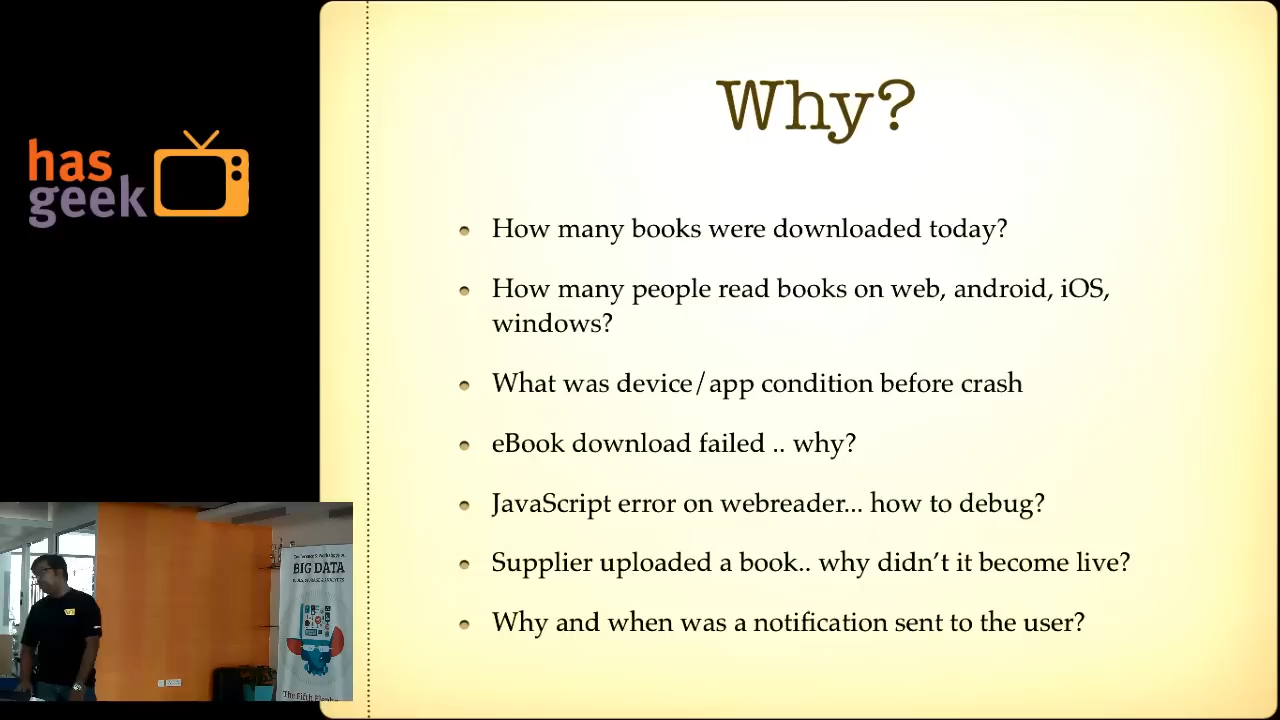 has
geek
Why?
How many books were downloaded today?
How many people read books on web, android, iOS,
windows?
What was device/app condition before crash
eBook download failed .. why?
JavaScript error on webreader... how to debug?
Supplier uploaded a book.. why didn't it become live?
Why and when was a notification sent to the user?
BIG DATA
The Fifth